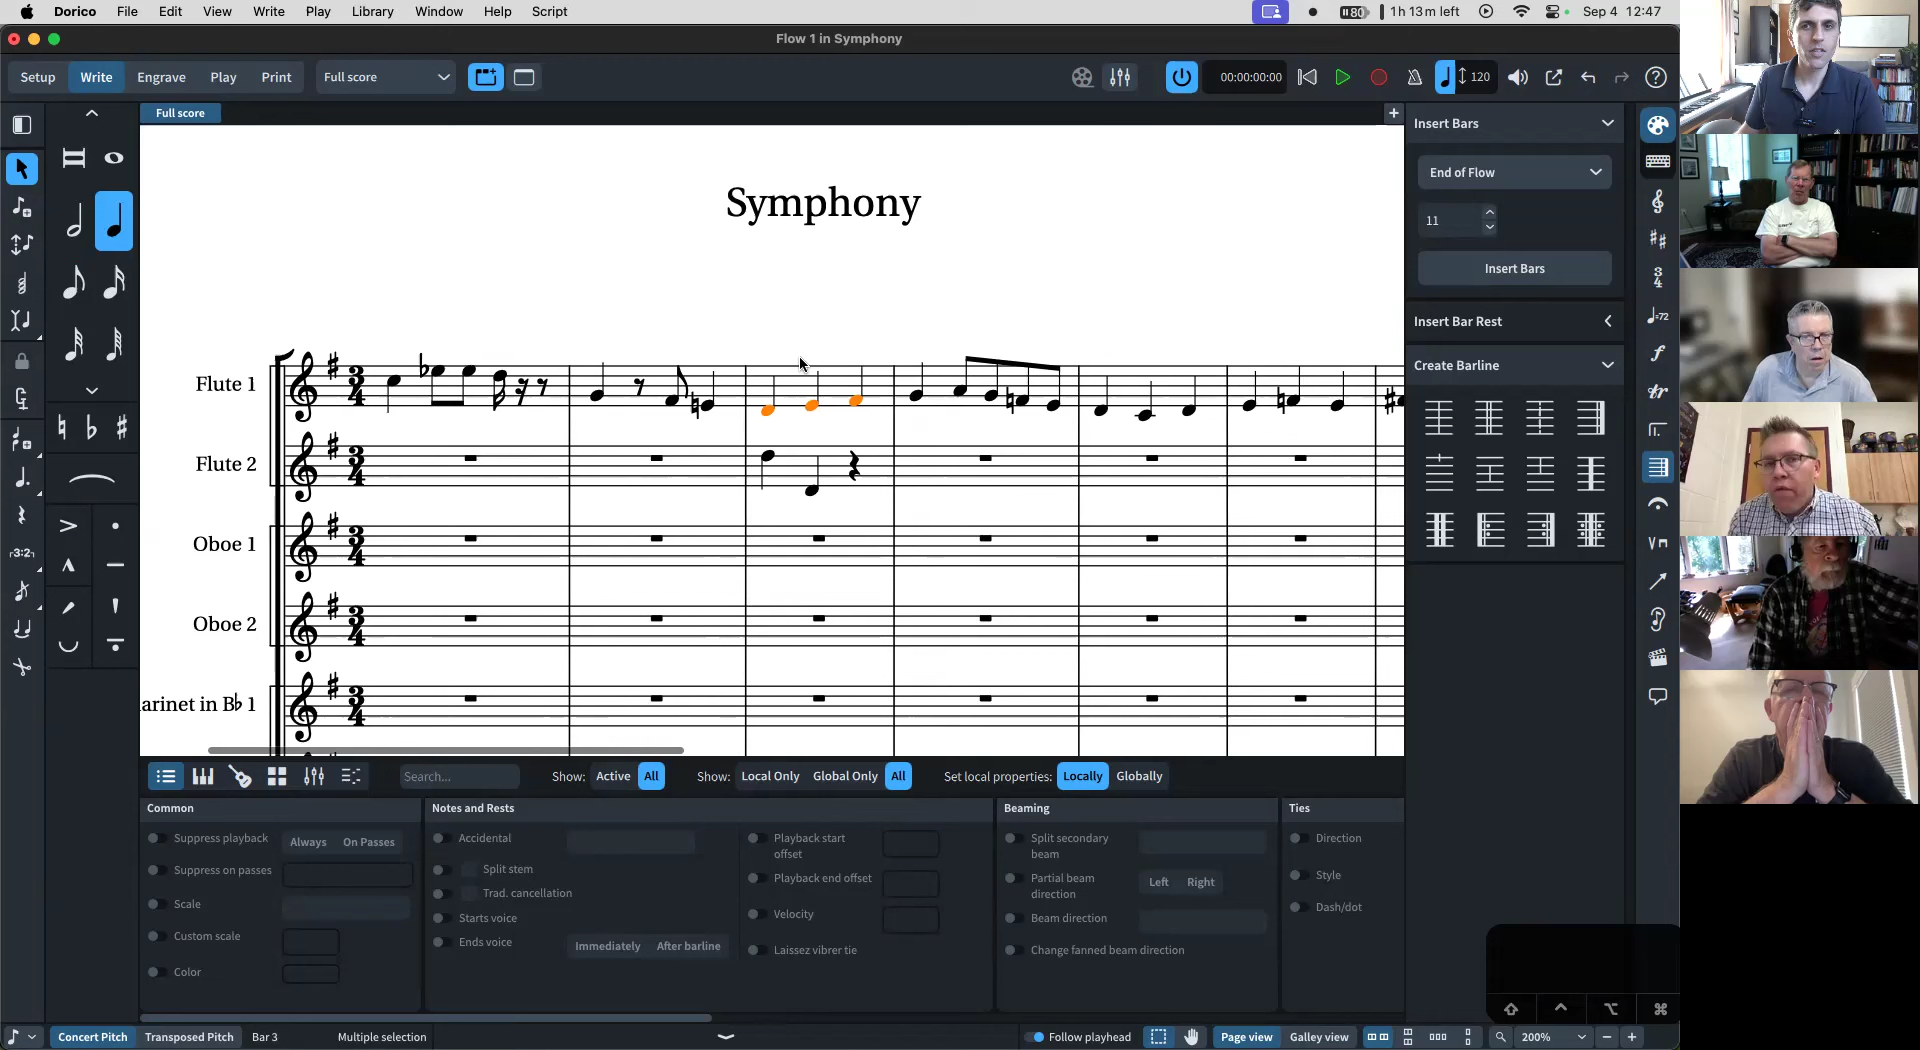 Dorico File Edit View Write Play Library Window Help Script
80 1 h 13 m left Sep 4 12:47
Flow 1 in Symphony
Setup Write Engrave Play Print Full score 00:00:00:00 120
Full score
Insert Bars
End of Flow
11
Insert Bars
Insert Bar Rest
Create Barline
=72
3:2
Symphony
Flute 1
Flute 2
Oboe 1
Oboe 2
arinet in B♭ 1
Search... Show: Active All Show: Local Only Global Only All Set local properties: Locally Globally
Common
Suppress playback Always On Passes
Suppress on passes
Scale
Custom scale
Color
Notes and Rests
Accidental
Split stem
Trad. cancellation
Starts voice
Ends voice Immediately After barline
Playback start
offset
Playback end offset
Velocity
Laissez vibrer tie
Beaming
Split secondary
beam
Partial beam
direction Left Right
Beam direction
Change fanned beam direction
Ties
Direction
Style
Dash/dot
Concert Pitch Transposed Pitch Bar 3 Multiple selection Follow playhead Page view Galley view 200%